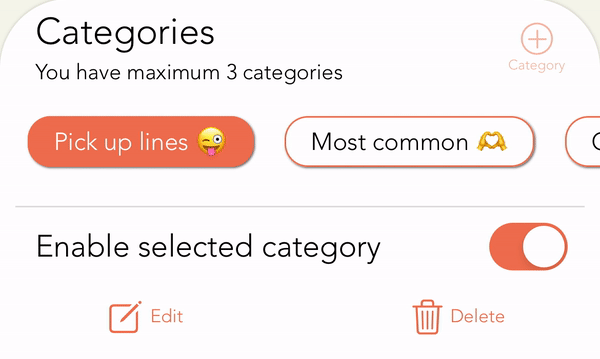 Categories
You have maximum 3 categories
Category
Pick up lines 😜
Most common 🫶
Enable selected category
Edit
Delete